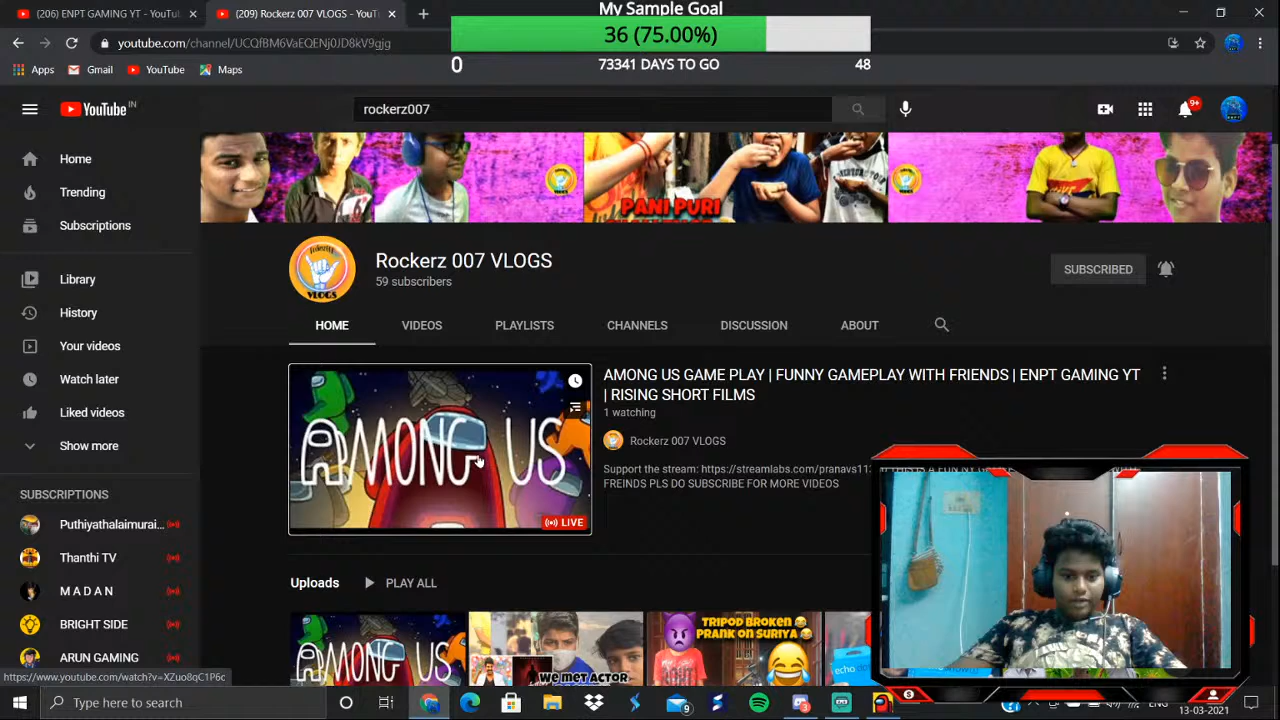 (206) ENPT GAMING YT - YouTu
(209) Rockerz 007 VLOGS - YouT
My Sample Goal
36 (75.00%)
0
73341 DAYS TO GO
48
youtube.com/channel/UCQfBM6VaEQENj0JD8kV9gjg
Apps
Gmail
YouTube
Maps
YouTube IN
rockerz007
9+
Home
Trending
Subscriptions
Library
History
Your videos
Watch later
Liked videos
Show more
SUBSCRIPTIONS
Puthiyathalaimurai...
Thanthi TV
M A D A N
BRIGHT SIDE
ARUN GAMING
PANI PURI
VLOGS
Rockerz 007 VLOGS
59 subscribers
SUBSCRIBED
HOME
VIDEOS
PLAYLISTS
CHANNELS
DISCUSSION
ABOUT
AMONG US
LIVE
AMONG US GAME PLAY | FUNNY GAMEPLAY WITH FRIENDS | ENPT GAMING YT
| RISING SHORT FILMS
1 watching
Rockerz 007 VLOGS
Support the stream: https://streamlabs.com/pranavs11
FREINDS PLS DO SUBSCRIBE FOR MORE VIDEOS
Uploads
PLAY ALL
AMONG US
WE MET ACTOR
TRIPOD BROKEN
PRANK ON SURIYA
echo
https://www.youtube.com/watch?v=XZuo8qC1P6c
Type here to search
13-03-2021